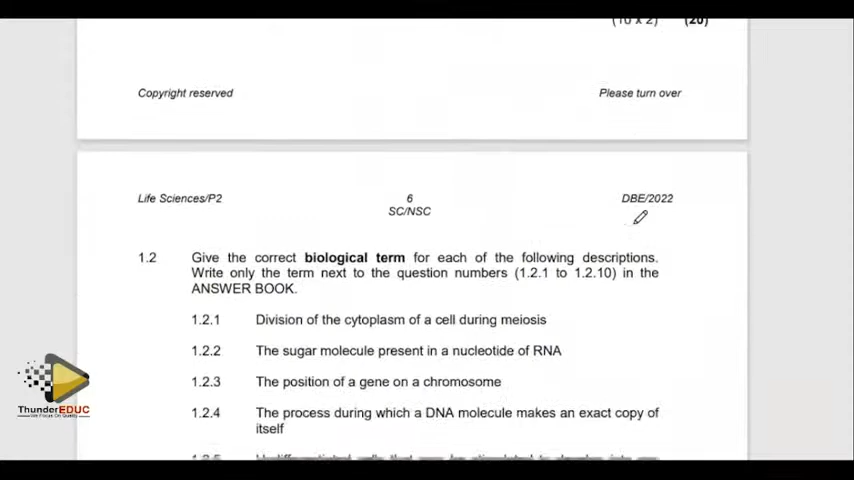 (10 x 2) (20)
Copyright reserved Please turn over
Life Sciences/P2 6 DBE/2022
SC/NSC
1.2 Give the correct biological term for each of the following descriptions.
Write only the term next to the question numbers (1.2.1 to 1.2.10) in the
ANSWER BOOK.
1.2.1 Division of the cytoplasm of a cell during meiosis
1.2.2 The sugar molecule present in a nucleotide of RNA
1.2.3 The position of a gene on a chromosome
ThunderEDUC
We Focus On Quality
1.2.4 The process during which a DNA molecule makes an exact copy of
itself